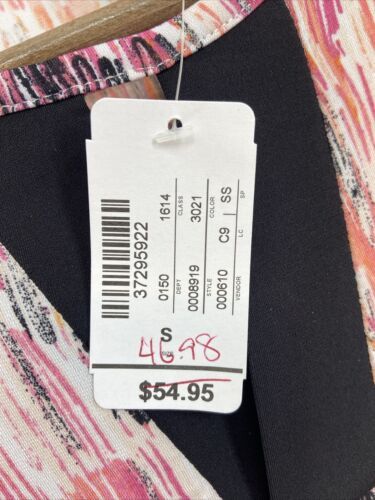 37295922
0150 1614
DEPT CLASS
0008919 3021
STYLE COLOR
000610 C9 SS
VENDOR LC SP
S
46.98
$54.95